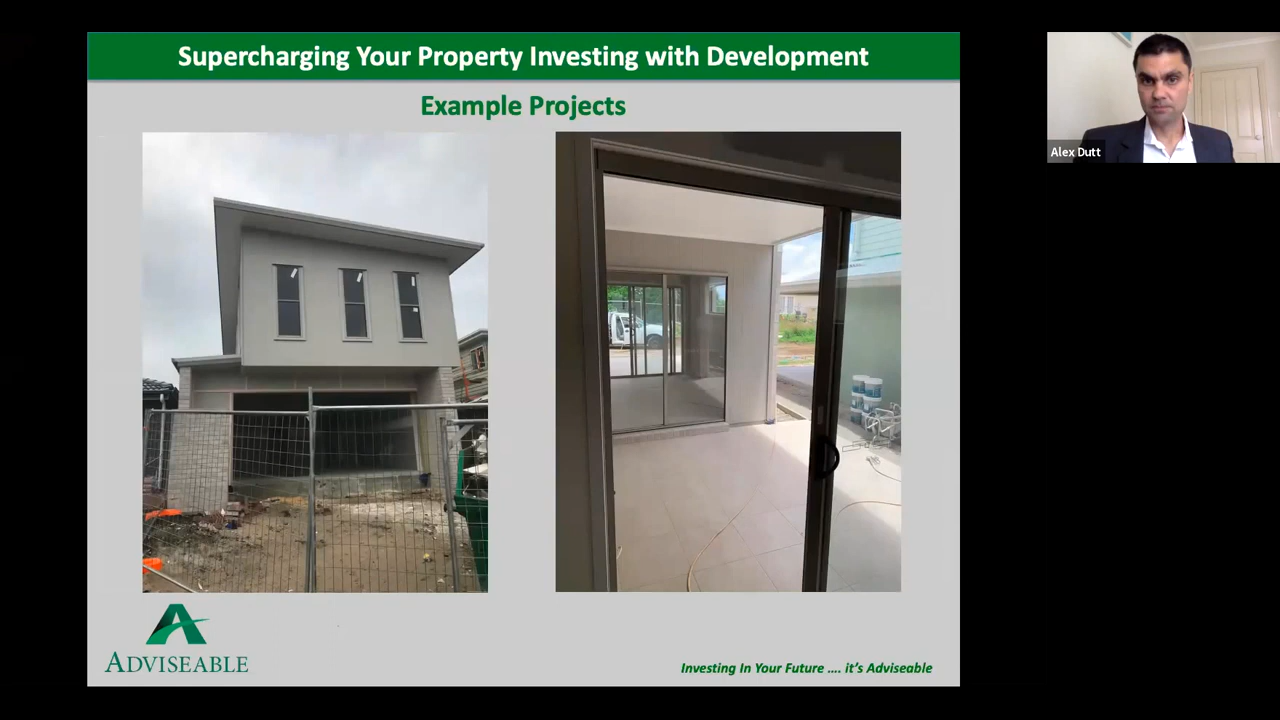 Supercharging Your Property Investing with Development
Example Projects
Alex Dutt
ADVISEABLE
Investing In Your Future .... it's Adviseable